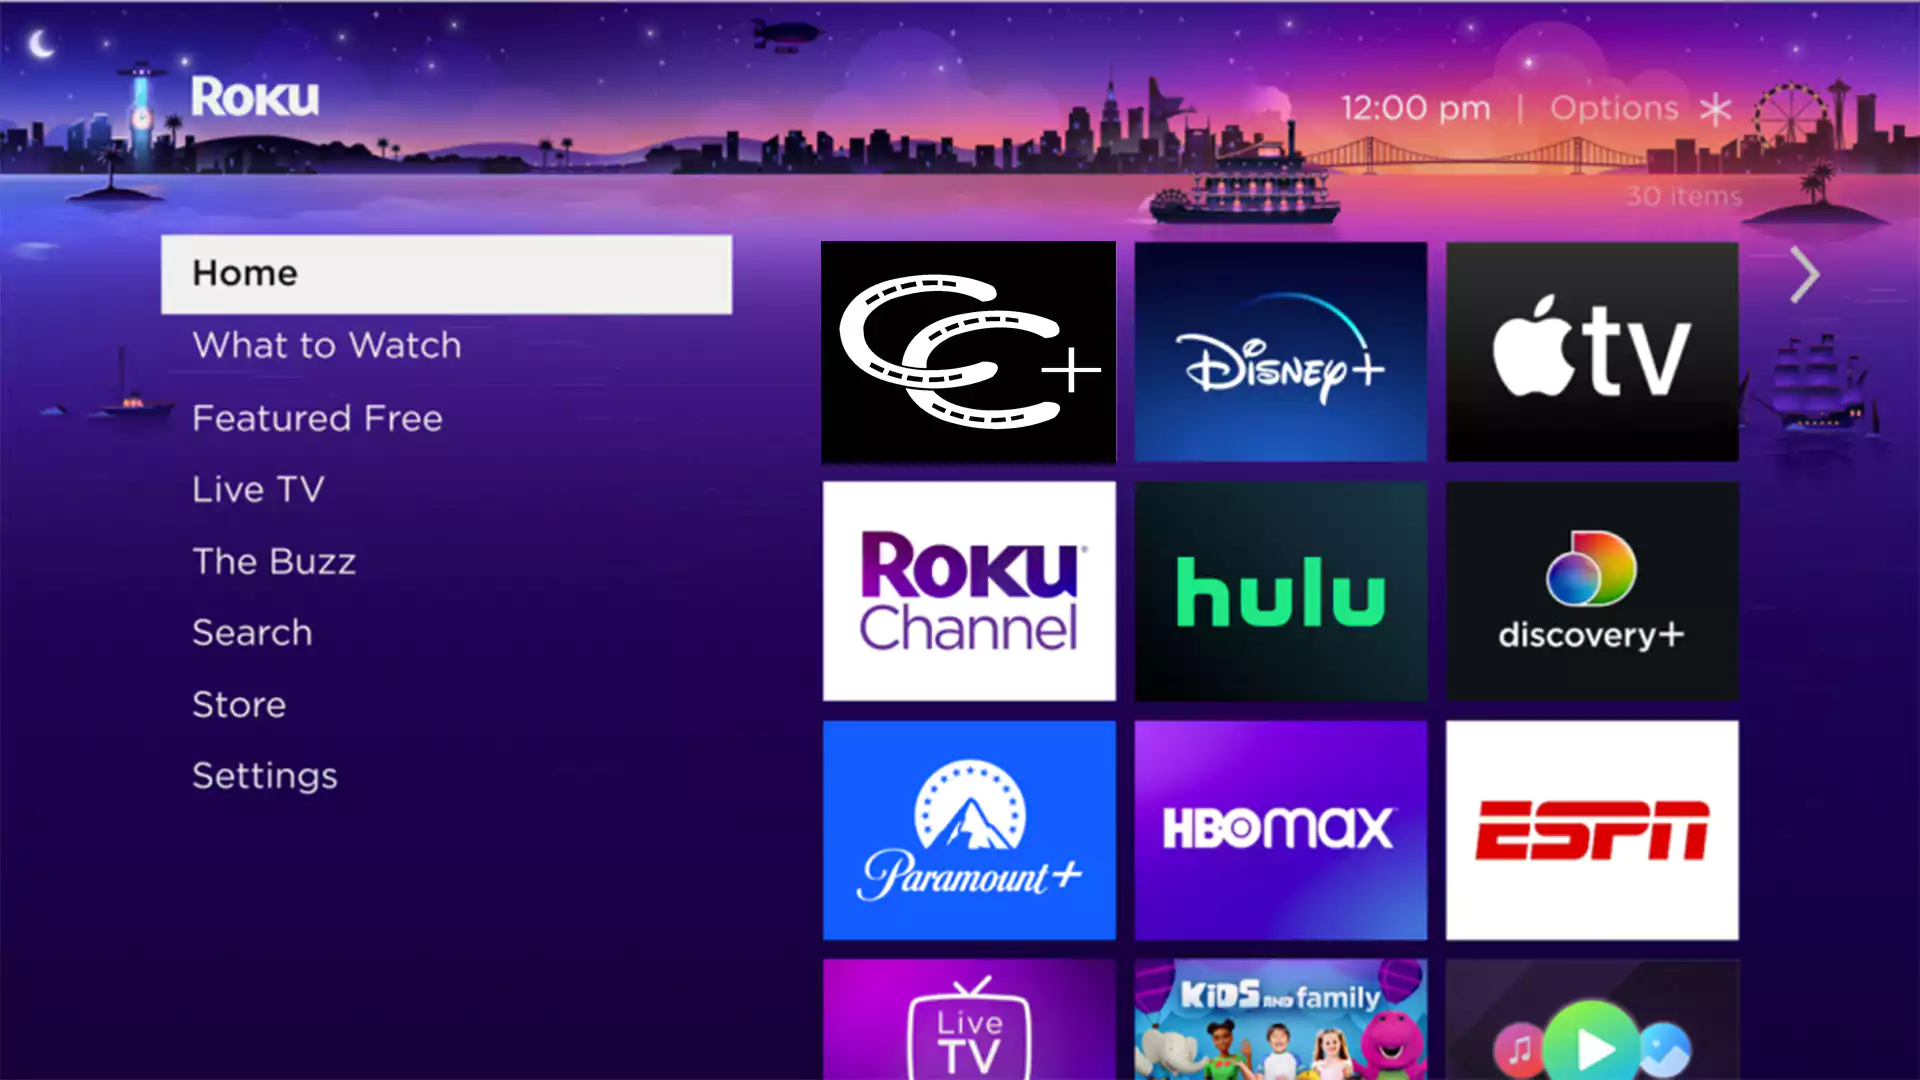 Roku
12:00 pm | Options
30 items
Home
What to Watch
Featured Free
Live TV
The Buzz
Search
Store
Settings
CC+
Disney+
tv
Roku
Channel
hulu
discovery+
Paramount+
HBOmax
ESPN
Live
TV
KiDS AND family